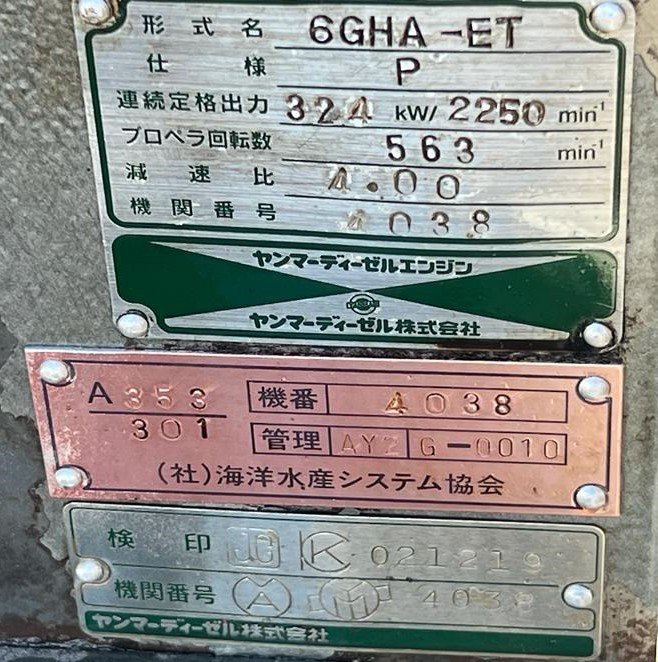 形式名 6GHA-ET
仕様 P
連続定格出力 324 kW/ 2250 min⁻¹
プロペラ回転数 563 min⁻¹
減速比 4.00
機関番号 4038
ヤンマーディーゼルエンジン
ヤンマーディーゼル株式会社
A 353 機番 4038
301 管理 AY2 G-0010
(社)海洋水産システム協会
検印 JG K 021219
機関番号 A M 4038
ヤンマーディーゼル株式会社